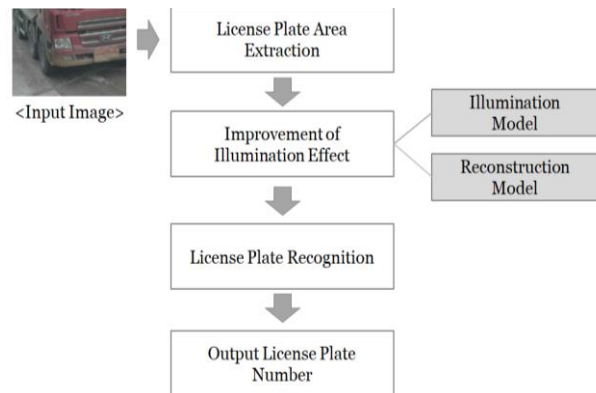 License Plate Area
Extraction
<Input Image>
Improvement of
Illumination Effect
Illumination
Model
Reconstruction
Model
License Plate Recognition
Output License Plate
Number